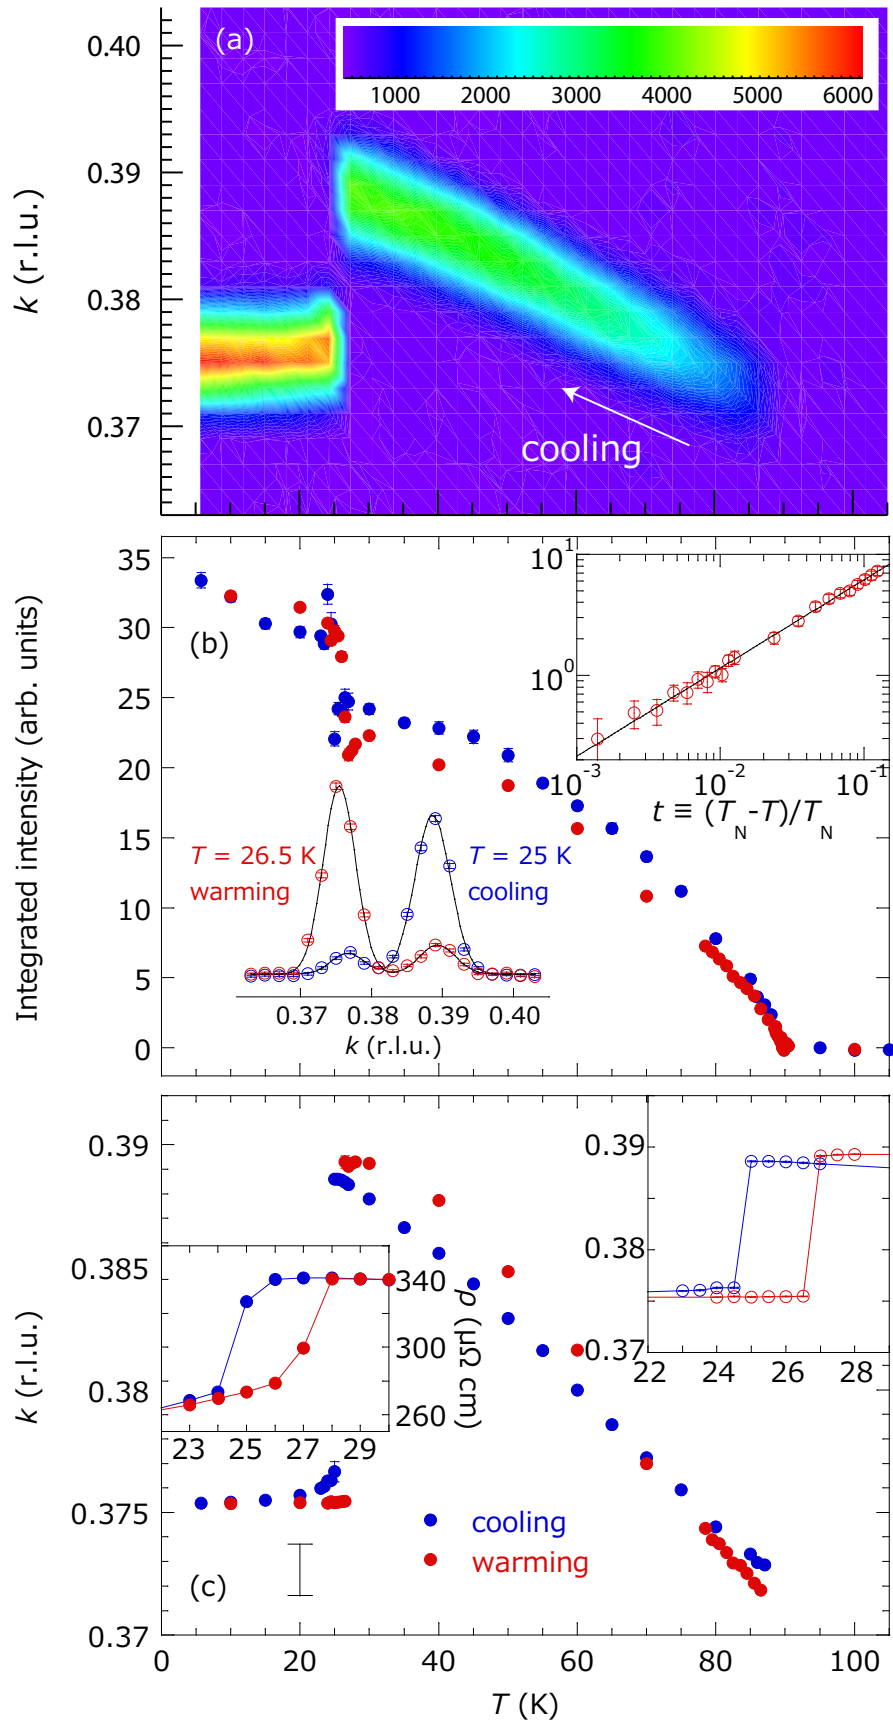 (a)
1000 2000 3000 4000 5000 6000
0.40
0.39
0.38
0.37
k (r.l.u.)
cooling
(b)
Integrated intensity (arb. units)
35
30
25
20
15
10
5
0
10¹
10⁰
10⁻³ 10⁻² 10⁻¹
t ≡ (T_N-T)/T_N
T = 26.5 K
warming
T = 25 K
cooling
0.37 0.38 0.39 0.40
k (r.l.u.)
0.39
0.385
0.38
0.375
0.37
k (r.l.u.)
340
300
260
ρ (μΩ cm)
23 25 27 29
0.39
0.38
0.37
22 24 26 28
cooling
warming
(c)
0 20 40 60 80 100
T (K)